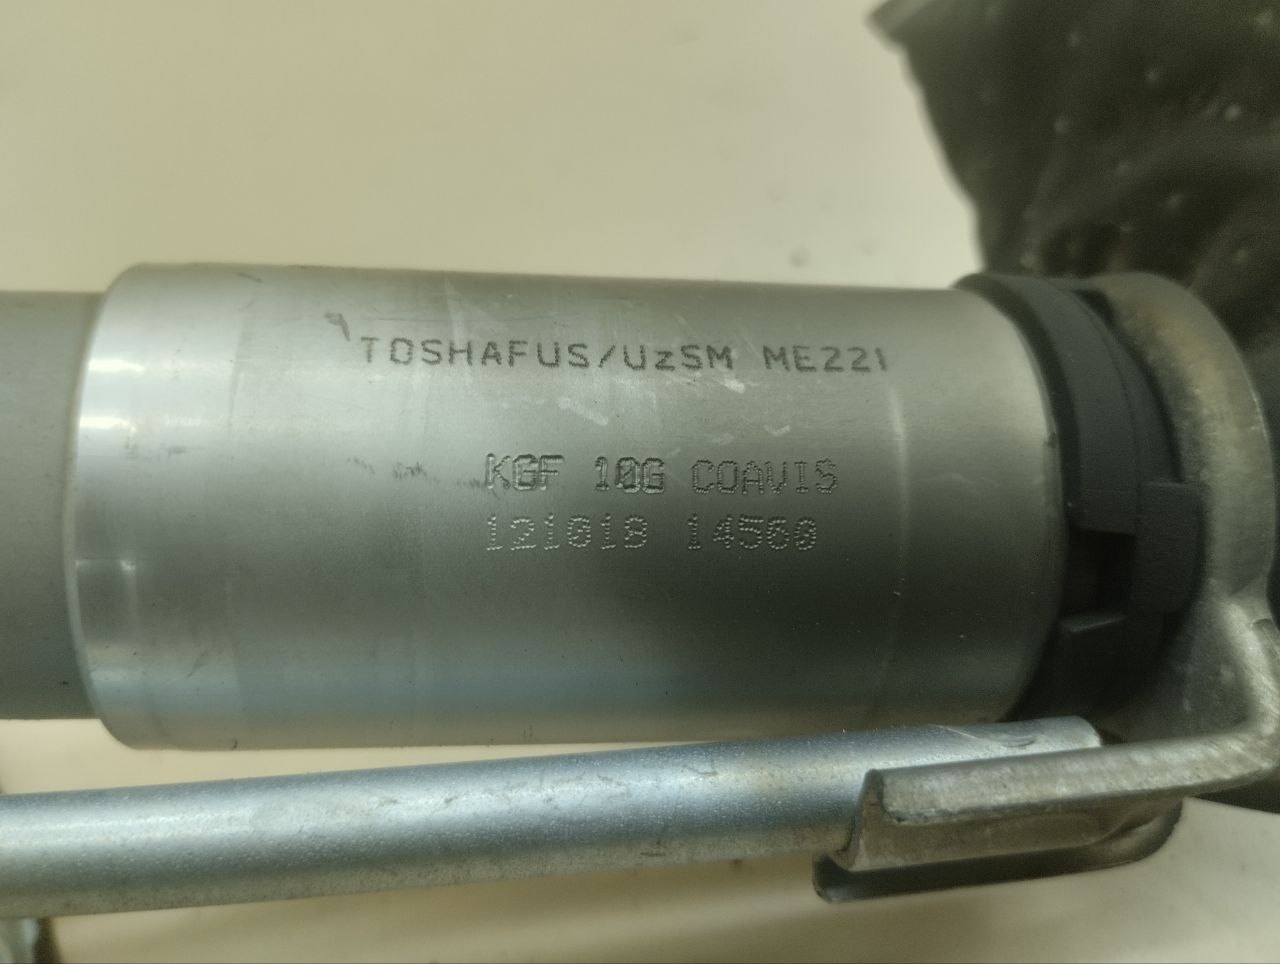 TOSHAFUS/UzSM ME221
KGF 10G COAVIS
121018 14560